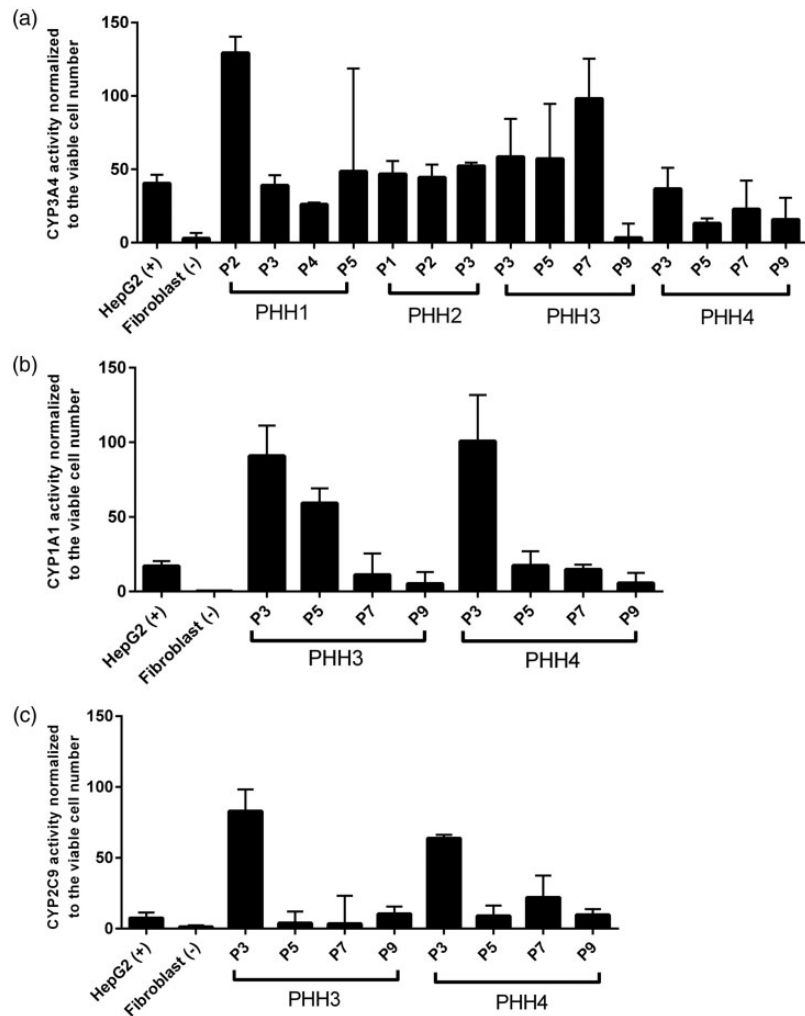 (a)
CYP3A4 activity normalized
to the viable cell number
150
100
50
0
HepG2 (+)
Fibroblast (-)
P2
P3
P4
P5
P1
P2
P3
P3
P5
P7
P9
P3
P5
P7
P9
PHH1
PHH2
PHH3
PHH4
(b)
CYP1A1 activity normalized
to the viable cell number
150
100
50
0
HepG2 (+)
Fibroblast (-)
P3
P5
P7
P9
P3
P5
P7
P9
PHH3
PHH4
(c)
CYP2C9 activity normalized
to the viable cell number
150
100
50
0
HepG2 (+)
Fibroblast (-)
P3
P5
P7
P9
P3
P5
P7
P9
PHH3
PHH4